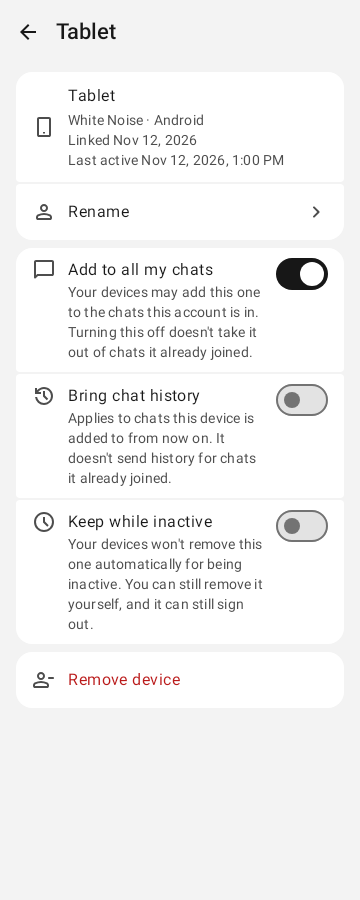 Tablet
Tablet
White Noise · Android
Linked Nov 12, 2026
Last active Nov 12, 2026, 1:00 PM
Rename
Add to all my chats
Your devices may add this one
to the chats this account is in.
Turning this off doesn't take it
out of chats it already joined.
Bring chat history
Applies to chats this device is
added to from now on. It
doesn't send history for chats
it already joined.
Keep while inactive
Your devices won't remove this
one automatically for being
inactive. You can still remove it
yourself, and it can still sign
out.
Remove device